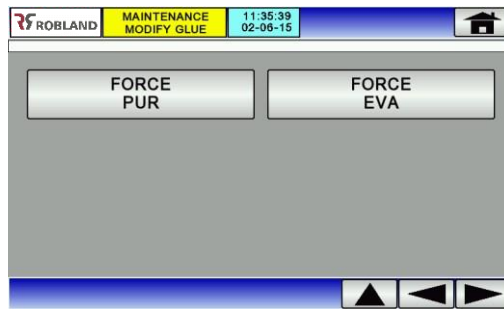 ROBLAND
MAINTENANCE
MODIFY GLUE
11:35:39
02-06-15
FORCE
PUR
FORCE
EVA